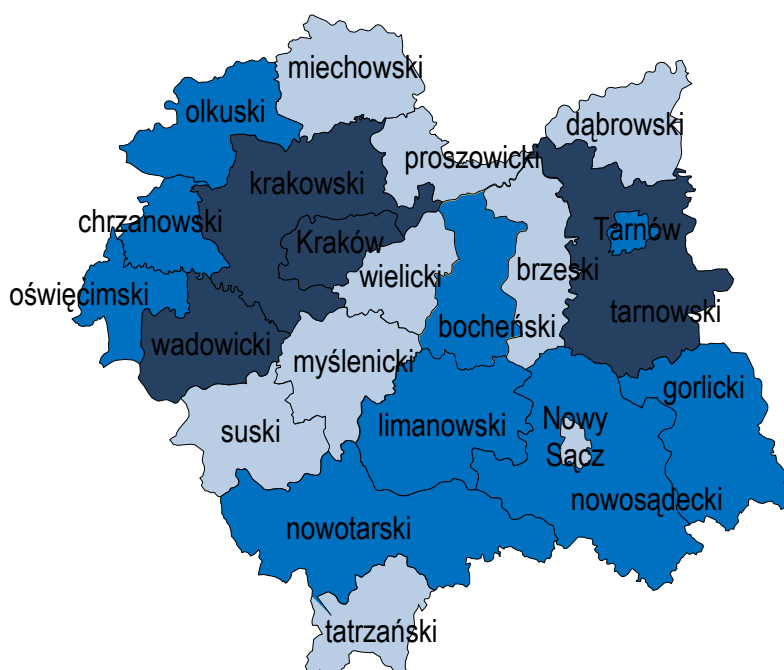 miechowski
olkuski
dąbrowski
proszowicki
krakowski
chrzanowski
Tarnów
Kraków
wielicki
brzeski
oświęcimski
tarnowski
bocheński
wadowicki
myślenicki
gorlicki
Nowy
Sącz
limanowski
suski
nowosądecki
nowotarski
tatrzański